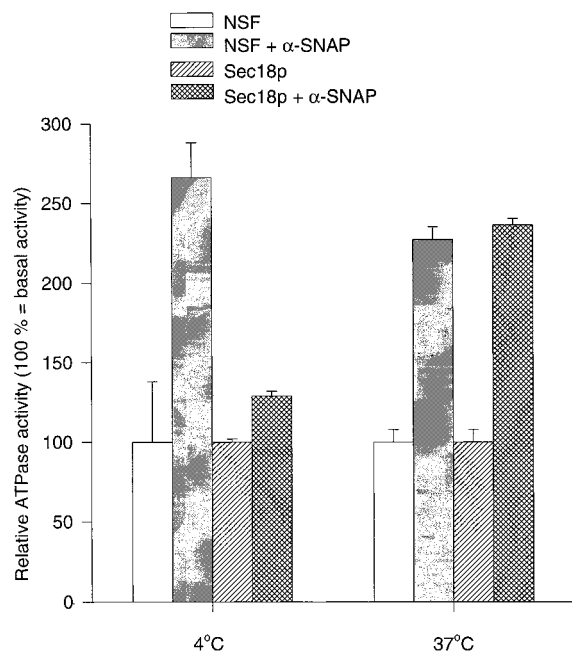 NSF
NSF + α-SNAP
Sec18p
Sec18p + α-SNAP
Relative ATPase activity (100 % = basal activity)
300
250
200
150
100
50
0
4°C
37°C